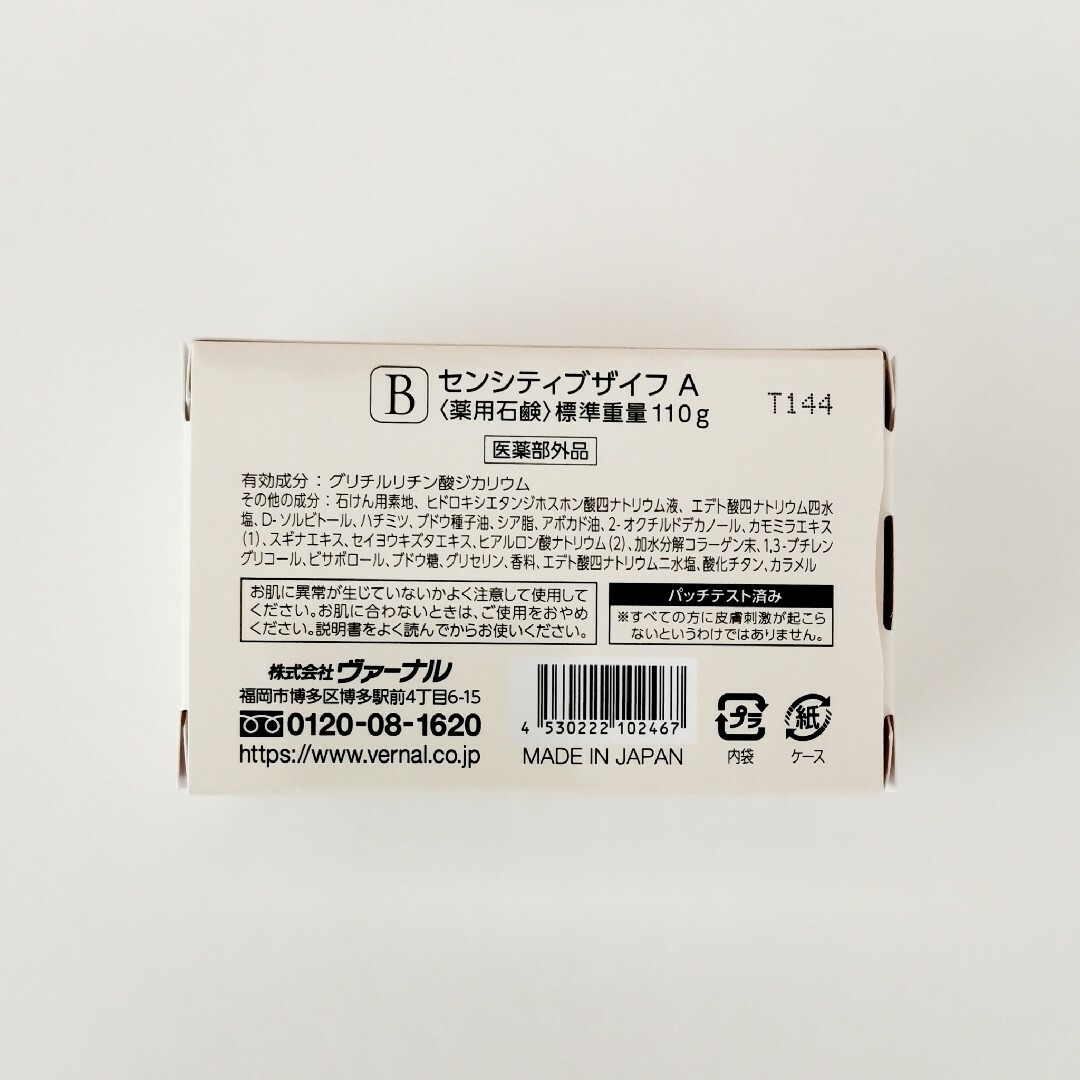 B
センシティブザイフ A
〈薬用石鹸〉標準重量110g
T144
医薬部外品
有効成分：グリチルリチン酸ジカリウム
その他の成分：石けん用素地、ヒドロキシエタンジホスホン酸四ナトリウム液、エデト酸四ナトリウム四水
塩、D-ソルビトール、ハチミツ、ブドウ種子油、シア脂、アボカド油、2-オクチルドデカノール、カモミラエキス
(1)、スギナエキス、セイヨウキズタエキス、ヒアルロン酸ナトリウム(2)、加水分解コラーゲン末、1,3-ブチレン
グリコール、ビサボロール、ブドウ糖、グリセリン、香料、エデト酸四ナトリウム二水塩、酸化チタン、カラメル
お肌に異常が生じていないかよく注意して使用して
ください。お肌に合わないときは、ご使用をおやめ
ください。説明書をよく読んでからお使いください。
パッチテスト済み
※すべての方に皮膚刺激が起こら
ないというわけではありません。
株式会社ヴァーナル
福岡市博多区博多駅前4丁目6-15
0120-08-1620
https://www.vernal.co.jp
4 530222 102467
MADE IN JAPAN
プラ
内袋
紙
ケース